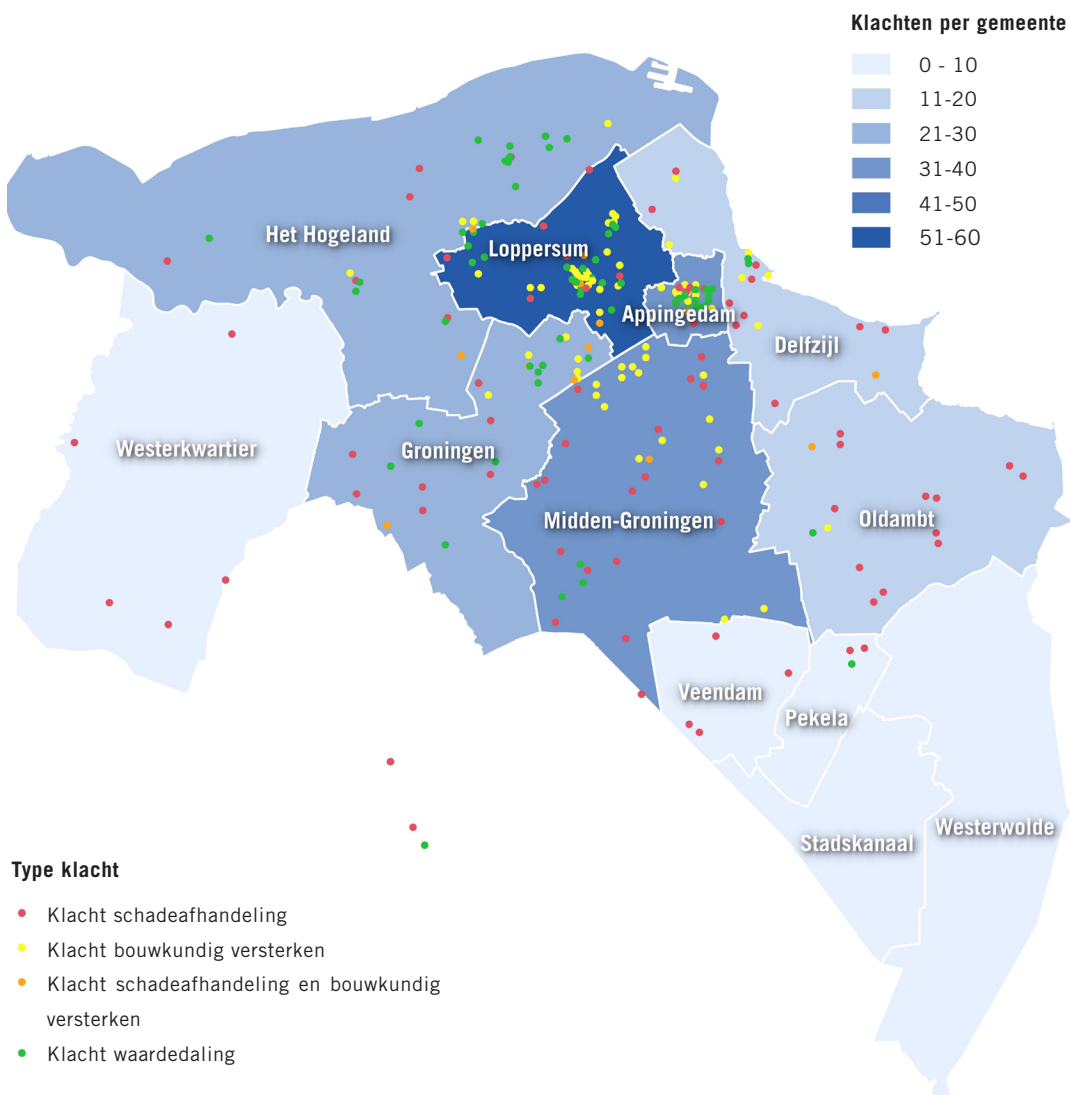 Klachten per gemeente
0 - 10
11-20
21-30
31-40
41-50
51-60
Het Hogeland
Loppersum
Appingedam
Delfzijl
Westerkwartier
Groningen
Midden-Groningen
Oldambt
Veendam
Pekela
Stadskanaal
Westerwolde
Type klacht
Klacht schadeafhandeling
Klacht bouwkundig versterken
Klacht schadeafhandeling en bouwkundig
versterken
Klacht waardedaling